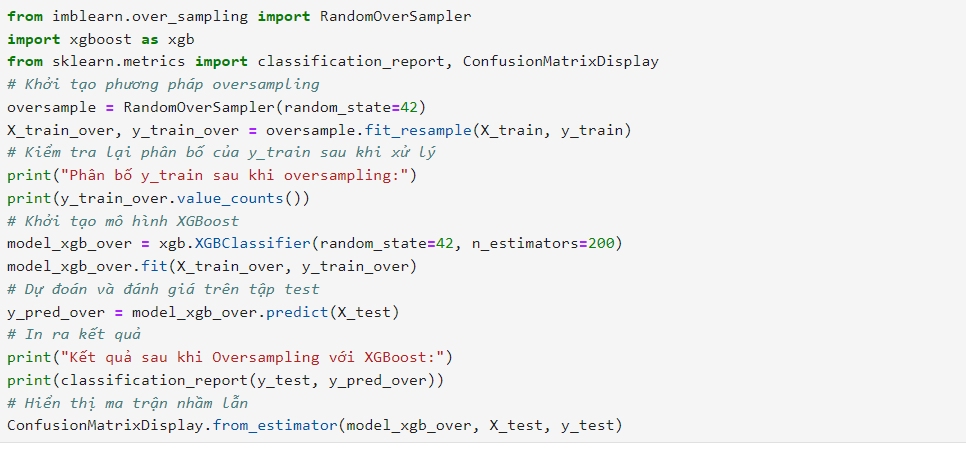 from imblearn.over_sampling import RandomOverSampler
import xgboost as xgb
from sklearn.metrics import classification_report, ConfusionMatrixDisplay
# Khởi tạo phương pháp oversampling
oversample = RandomOverSampler(random_state=42)
X_train_over, y_train_over = oversample.fit_resample(X_train, y_train)
# Kiểm tra lại phân bố của y_train sau khi xử lý
print("Phân bố y_train sau khi oversampling:")
print(y_train_over.value_counts())
# Khởi tạo mô hình XGBoost
model_xgb_over = xgb.XGBClassifier(random_state=42, n_estimators=200)
model_xgb_over.fit(X_train_over, y_train_over)
# Dự đoán và đánh giá trên tập test
y_pred_over = model_xgb_over.predict(X_test)
# In ra kết quả
print("Kết quả sau khi Oversampling với XGBoost:")
print(classification_report(y_test, y_pred_over))
# Hiển thị ma trận nhầm lẫn
ConfusionMatrixDisplay.from_estimator(model_xgb_over, X_test, y_test)